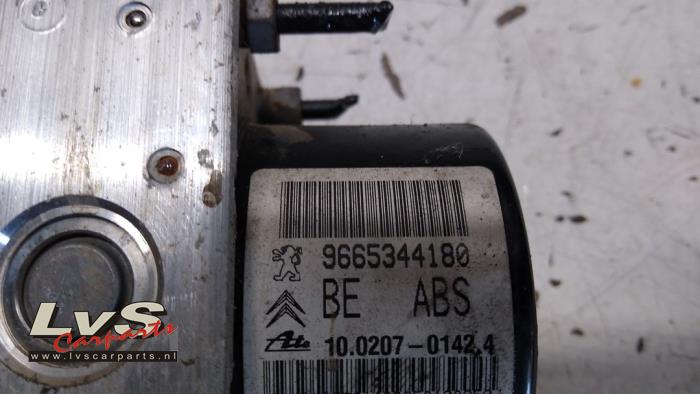 9665344180
BE ABS
Ate 10.0207-0142.4
LVS
Carparts
www.lvscarparts.nl